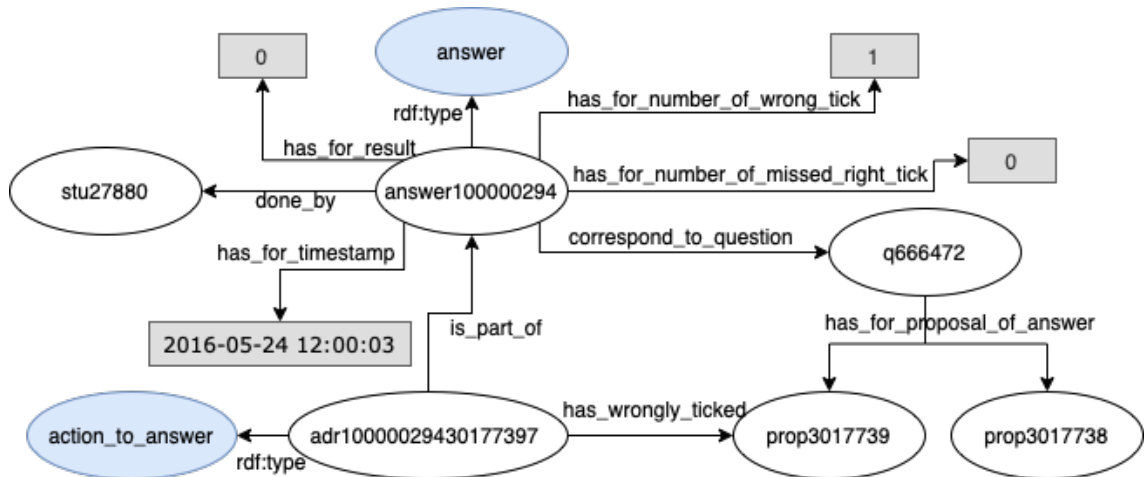 answer
0
1
has_for_number_of_wrong_tick
rdf:type
has_for_result
stu27880
answer100000294
has_for_number_of_missed_right_tick
0
done_by
correspond_to_question
has_for_timestamp
q666472
2016-05-24 12:00:03
is_part_of
has_for_proposal_of_answer
action_to_answer
adr10000029430177397
has_wrongly_ticked
prop3017739
prop3017738
rdf:type